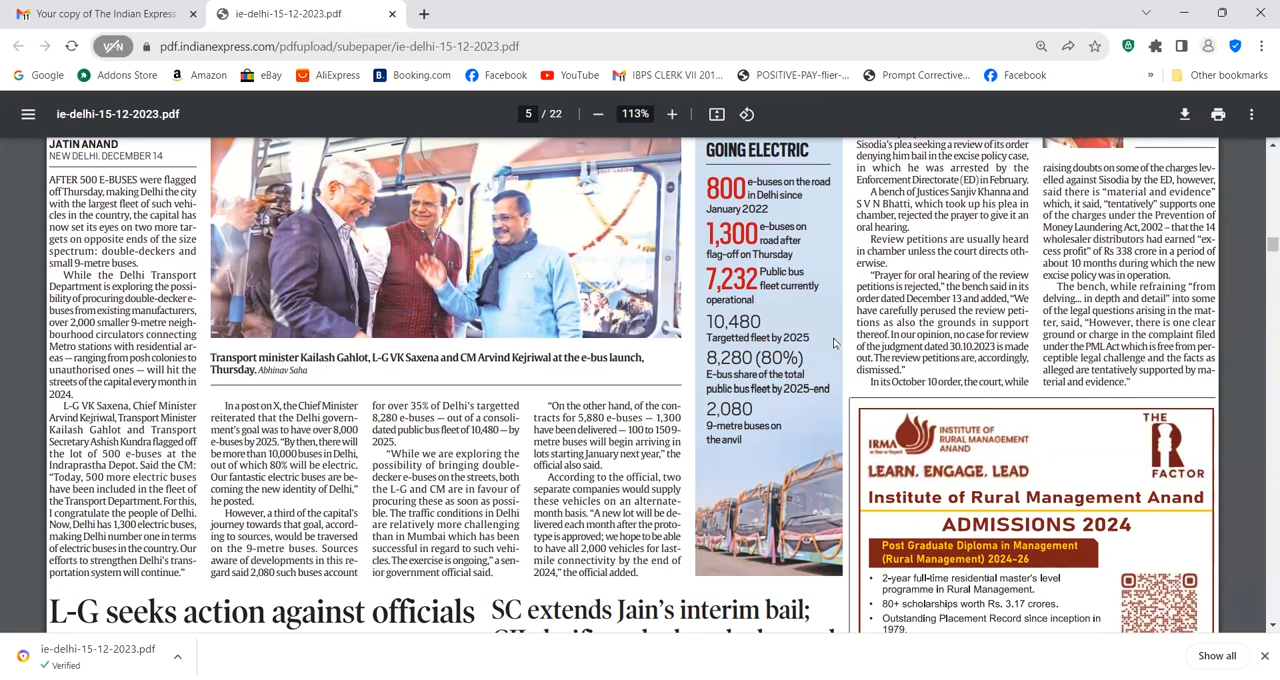 Your copy of The Indian Express
ie-delhi-15-12-2023.pdf
pdf.indianexpress.com/pdfupload/subepaper/ie-delhi-15-12-2023.pdf
Google
Addons Store
Amazon
eBay
AliExpress
Booking.com
Facebook
YouTube
IBPS CLERK VII 201...
POSITIVE-PAY-flier-...
Prompt Corrective...
Facebook
»
Other bookmarks
ie-delhi-15-12-2023.pdf
5 / 22
113%
JATIN ANAND
NEW DELHI, DECEMBER 14
AFTER 500 E-BUSES were flagged
off Thursday, making Delhi the city
with the largest fleet of such vehi-
cles in the country, the capital has
now set its eyes on two more tar-
gets on opposite ends of the size
spectrum: double-deckers and
small 9-metre buses.
While the Delhi Transport
Department is exploring the possi-
bility of procuring double-decker e-
buses from existing manufacturers,
over 2,000 smaller 9-metre neigh-
bourhood circulators connecting
Metro stations with residential ar-
eas — ranging from posh colonies to
unauthorised ones — will hit the
streets of the capital every month in
2024.
L-G VK Saxena, Chief Minister
Arvind Kejriwal, Transport Minister
Kailash Gahlot and Transport
Secretary Ashish Kundra flagged off
the lot of 500 e-buses at the
Indraprastha Depot. Said the CM:
"Today, 500 more electric buses
have been included in the fleet of
the Transport Department. For this,
I congratulate the people of Delhi.
Now, Delhi has 1,300 electric buses,
making Delhi number one in terms
of electric buses in the country. Our
efforts to strengthen Delhi's trans-
portation system will continue."
Transport minister Kailash Gahlot, L-G VK Saxena and CM Arvind Kejriwal at the e-bus launch,
Thursday. Abhinav Saha
In a post on X, the Chief Minister
reiterated that the Delhi govern-
ment's goal was to have over 8,000
e-buses by 2025. "By then, there will
be more than 10,000 buses in Delhi,
out of which 80% will be electric.
Our fantastic electric buses are be-
coming the new identity of Delhi,"
he posted.
However, a third of the capital's
journey towards that goal, accord-
ing to sources, would be traversed
on the 9-metre buses. Sources
aware of developments in this re-
gard said 2,080 such buses account
for over 35% of Delhi's targetted
8,280 e-buses — out of a consoli-
dated public bus fleet of 10,480 — by
2025.
"While we are exploring the
possibility of bringing double-
decker e-buses on the streets, both
the L-G and CM are in favour of
procuring these as soon as possi-
ble. The traffic conditions in Delhi
are relatively more challenging
than in Mumbai which has been
successful in regard to such vehi-
cles. The exercise is ongoing," a sen-
ior government official said.
"On the other hand, of the con-
tracts for 5,880 e-buses — 1,300
have been delivered — 100 to 150 9-
metre buses will begin arriving in
lots starting January next year," the
official also said.
According to the official, two
separate companies would supply
these vehicles on an alternate-
month basis. "A new lot will be de-
livered each month after the proto-
type is approved; we hope to be able
to have all 2,000 vehicles for last-
mile connectivity by the end of
2024," the official added.
GOING ELECTRIC
800 e-buses on the road
in Delhi since
January 2022
1,300 e-buses on
road after
flag-off on Thursday
7,232 Public bus
fleet currently
operational
10,480
Targetted fleet by 2025
8,280 (80%)
E-bus share of the total
public bus fleet by 2025-end
2,080
9-metre buses on
the anvil
Sisodia's plea seeking a review of its order
denying him bail in the excise policy case,
in which he was arrested by the
Enforcement Directorate (ED) in February.
A bench of Justices Sanjiv Khanna and
S V N Bhatti, which took up his plea in
chamber, rejected the prayer to give it an
oral hearing.
Review petitions are usually heard
in chamber unless the court directs oth-
erwise.
"Prayer for oral hearing of the review
petitions is rejected," the bench said in its
order dated December 13 and added, "We
have carefully perused the review peti-
tions as also the grounds in support
thereof. In our opinion, no case for review
of the judgment dated 30.10.2023 is made
out. The review petitions are, accordingly,
dismissed."
In its October 10 order, the court, while
raising doubts on some of the charges lev-
elled against Sisodia by the ED, however,
said there is "material and evidence"
which, it said, "tentatively" supports one
of the charges under the Prevention of
Money Laundering Act, 2002 – that the 14
wholesaler distributors had earned "ex-
cess profit" of Rs 338 crore in a period of
about 10 months during which the new
excise policy was in operation.
The bench, while refraining "from
delving... in depth and detail" into some
of the legal questions arising in the mat-
ter, said, "However, there is one clear
ground or charge in the complaint filed
under the PML Act which is free from per-
ceptible legal challenge and the facts as
alleged are tentatively supported by ma-
terial and evidence."
IRMA INSTITUTE OF
RURAL MANAGEMENT
ANAND
LEARN. ENGAGE. LEAD
THE
R
FACTOR
Institute of Rural Management Anand
ADMISSIONS 2024
Post Graduate Diploma in Management
(Rural Management) 2024-26
• 2-year full-time residential master's level
programme in Rural Management.
• 80+ scholarships worth Rs. 3.17 crores.
• Outstanding Placement Record since inception in
1979.
L-G seeks action against officials
SC extends Jain's interim bail;
ie-delhi-15-12-2023.pdf
Verified
Show all